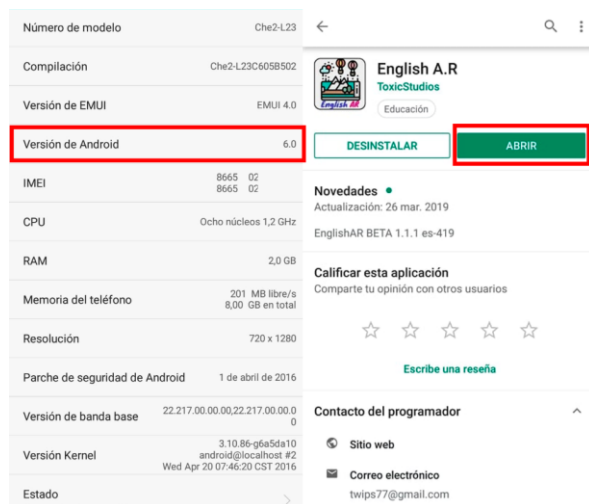 Número de modelo
Che2-L23
Compilación
Che2-L23C605B502
Versión de EMUI
EMUI 4.0
Versión de Android
6.0
IMEI
8665 02
8665 02
CPU
Ocho núcleos 1,2 GHz
RAM
2,0 GB
Memoria del teléfono
201 MB libre/s
8,00 GB en total
Resolución
720 x 1280
Parche de seguridad de Android
1 de abril de 2016
Versión de banda base
22.217.00.00.00,22.217.00.00.0
0
Versión Kernel
3.10.86-g6a5da10
android@localhost #2
Wed Apr 20 07:46:20 CST 2016
Estado
English AR
English A.R
ToxicStudios
Educación
DESINSTALAR
ABRIR
Novedades
Actualización: 26 mar. 2019
EnglishAR BETA 1.1.1 es-419
Calificar esta aplicación
Comparte tu opinión con otros usuarios
Escribe una reseña
Contacto del programador
Sitio web
Correo electrónico
twips77@gmail.com